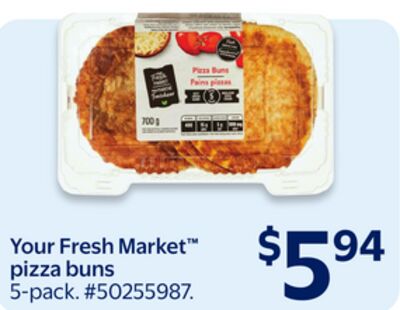 Pizza Buns
Pains pizzas
700 g
Your Fresh Market™
pizza buns
5-pack. #50255987.
$5.94